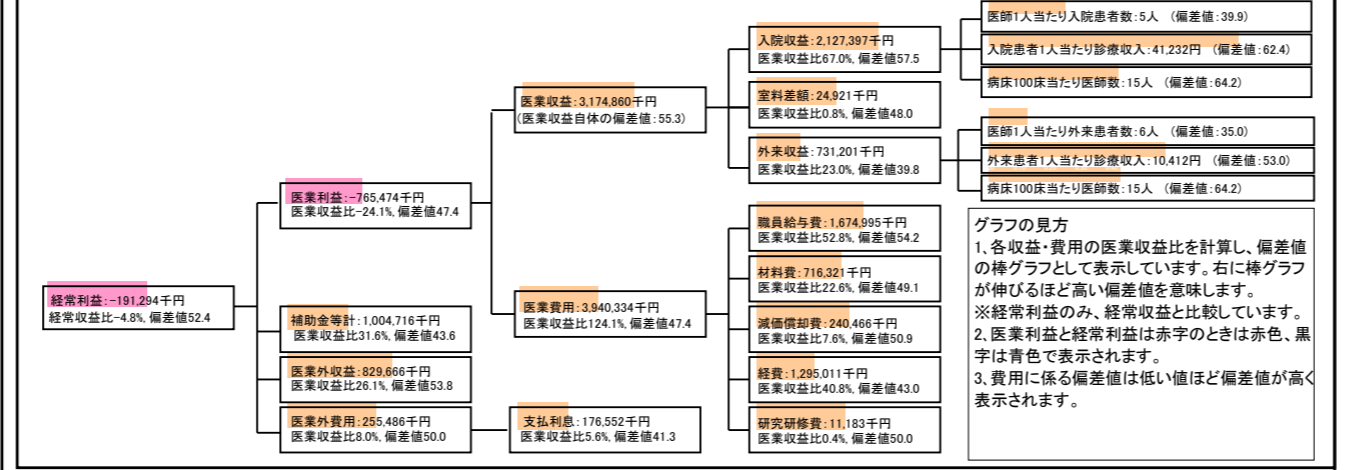 経常利益:-191,294千円
経常収益比-4.8%, 偏差値52.4
医業利益:-765,474千円
医業収益比-24.1%, 偏差値47.4
補助金等計:1,004,716千円
医業収益比31.6%, 偏差値43.6
医業外収益:829,666千円
医業収益比26.1%, 偏差値53.8
医業外費用:255,486千円
医業収益比8.0%, 偏差値50.0
医業収益:3,174,860千円
(医業収益自体の偏差値:55.3)
医業費用:3,940,334千円
医業収益比124.1%, 偏差値47.4
支払利息:176,552千円
医業収益比5.6%, 偏差値41.3
入院収益:2,127,397千円
医業収益比67.0%, 偏差値57.5
室料差額:24,921千円
医業収益比0.8%, 偏差値48.0
外来収益:731,201千円
医業収益比23.0%, 偏差値39.8
職員給与費:1,674,995千円
医業収益比52.8%, 偏差値54.2
材料費:716,321千円
医業収益比22.6%, 偏差値49.1
減価償却費:240,466千円
医業収益比7.6%, 偏差値50.9
経費:1,295,011千円
医業収益比40.8%, 偏差値43.0
研究研修費:11,183千円
医業収益比0.4%, 偏差値50.0
医師1人当たり入院患者数:5人 (偏差値:39.9)
入院患者1人当たり診療収入:41,232円 (偏差値:62.4)
病床100床当たり医師数:15人 (偏差値:64.2)
医師1人当たり外来患者数:6人 (偏差値:35.0)
外来患者1人当たり診療収入:10,412円 (偏差値:53.0)
病床100床当たり医師数:15人 (偏差値:64.2)
グラフの見方
1、各収益・費用の医業収益比を計算し、偏差値
の棒グラフとして表示しています。右に棒グラフ
が伸びるほど高い偏差値を意味します。
※経常利益のみ、経常収益と比較しています。
2、医業利益と経常利益は赤字のときは赤色、黒
字は青色で表示されます。
3、費用に係る偏差値は低い値ほど偏差値が高く
表示されます。